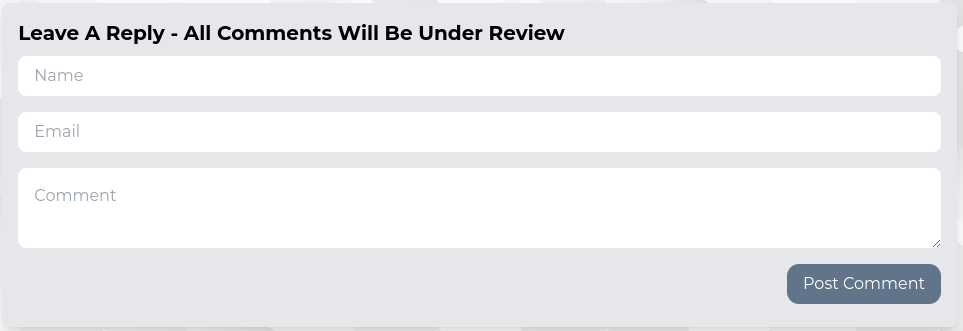 Leave A Reply - All Comments Will Be Under Review
Name
Email
Comment
Post Comment